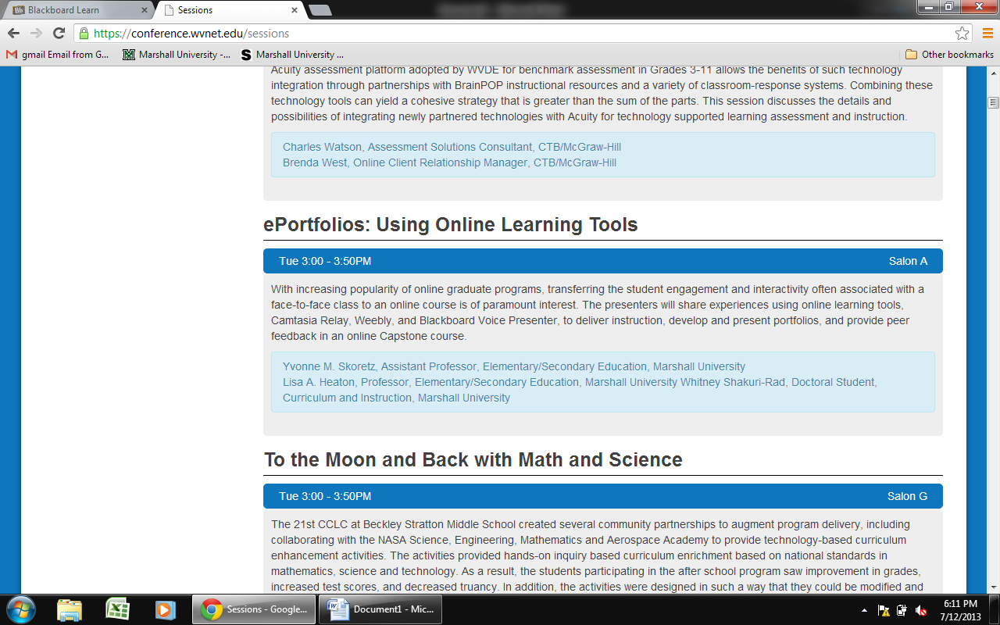 Blackboard Learn
Sessions
https://conference.wvnet.edu/sessions
gmail Email from G...
Marshall University -...
Marshall University ...
Other bookmarks
Acuity assessment platform adopted by WVDE for benchmark assessment in Grades 3-11 allows the benefits of such technology
integration through partnerships with BrainPOP instructional resources and a variety of classroom-response systems. Combining these
technology tools can yield a cohesive strategy that is greater than the sum of the parts. This session discusses the details and
possibilities of integrating newly partnered technologies with Acuity for technology supported learning assessment and instruction.
Charles Watson, Assessment Solutions Consultant, CTB/McGraw-Hill
Brenda West, Online Client Relationship Manager, CTB/McGraw-Hill
ePortfolios: Using Online Learning Tools
Tue 3:00 - 3:50PM Salon A
With increasing popularity of online graduate programs, transferring the student engagement and interactivity often associated with a
face-to-face class to an online course is of paramount interest. The presenters will share experiences using online learning tools,
Camtasia Relay, Weebly, and Blackboard Voice Presenter, to deliver instruction, develop and present portfolios, and provide peer
feedback in an online Capstone course.
Yvonne M. Skoretz, Assistant Professor, Elementary/Secondary Education, Marshall University
Lisa A. Heaton, Professor, Elementary/Secondary Education, Marshall University Whitney Shakuri-Rad, Doctoral Student,
Curriculum and Instruction, Marshall University
To the Moon and Back with Math and Science
Tue 3:00 - 3:50PM Salon G
The 21st CCLC at Beckley Stratton Middle School created several community partnerships to augment program delivery, including
collaborating with the NASA Science, Engineering, Mathematics and Aerospace Academy to provide technology-based curriculum
enhancement activities. The activities provided hands-on inquiry based curriculum enrichment based on national standards in
mathematics, science and technology. As a result, the students participating in the after school program saw improvement in grades,
increased test scores, and decreased truancy. In addition, the activities were designed in such a way that they could be modified and
Sessions - Google...
Document1 - Mic...
6:11 PM
7/12/2013